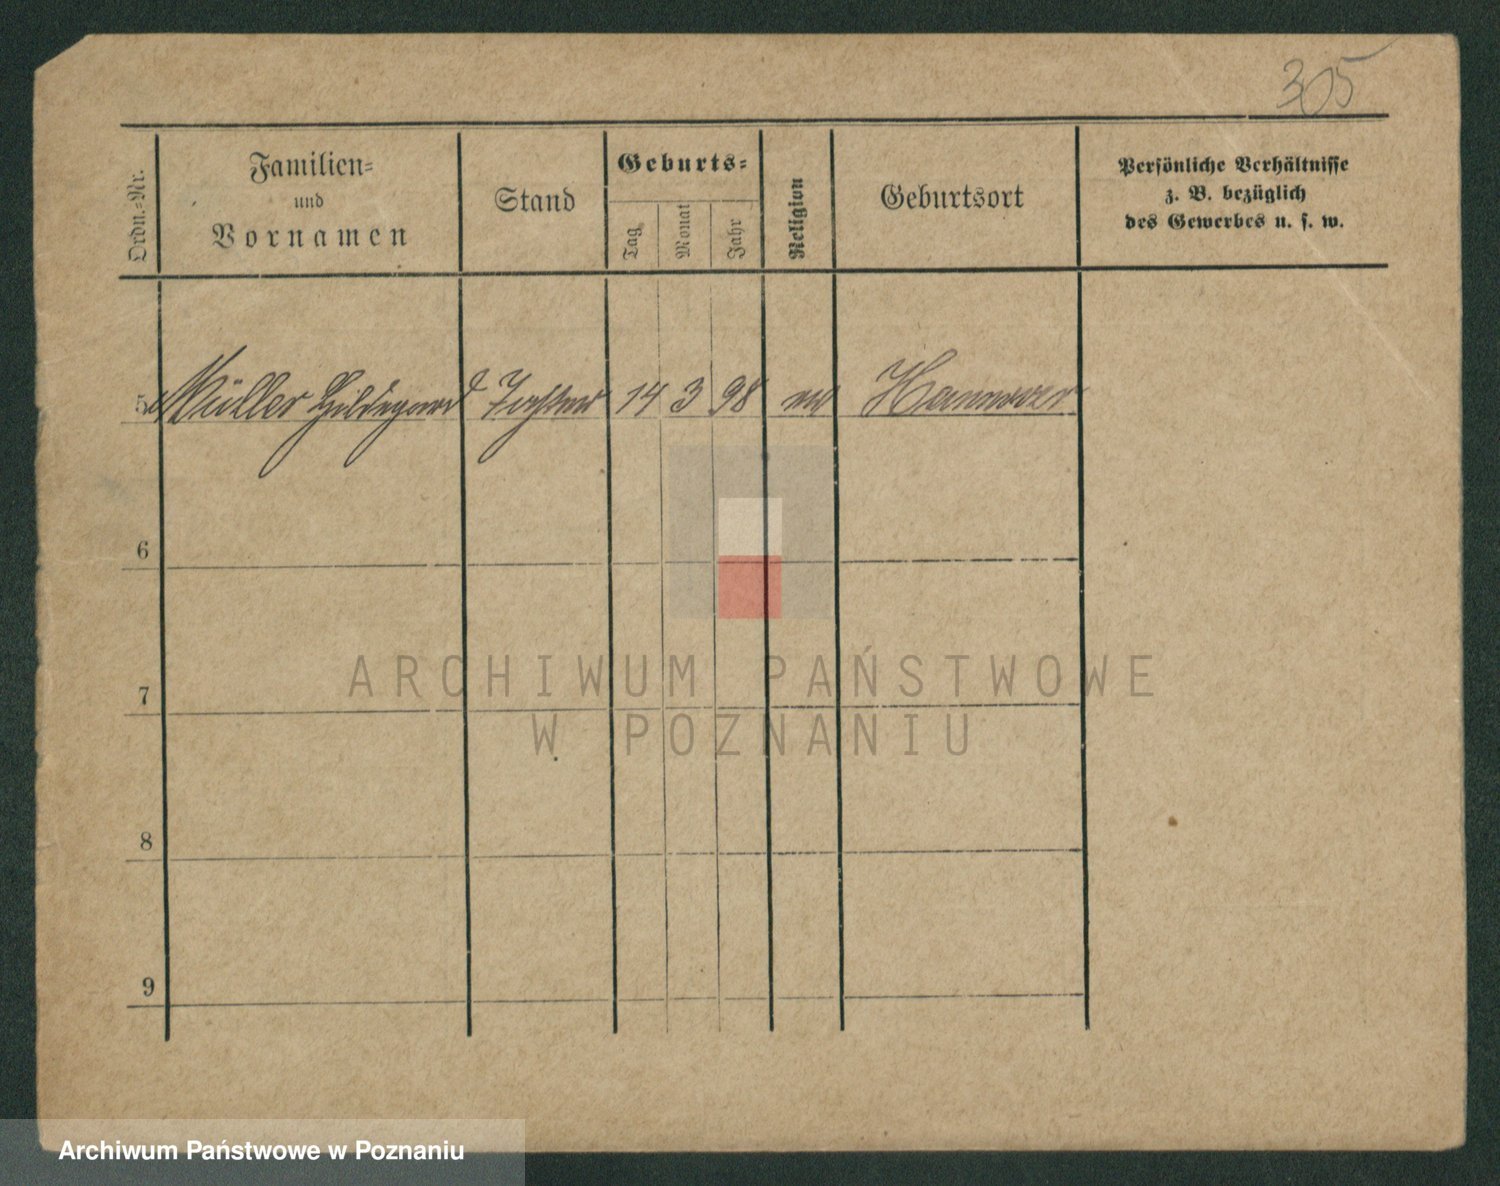 305
Ordn.-Nr.
Familien-
und
Vornamen
Stand
Geburts-
Tag
Monat
Jahr
Religion
Geburtsort
Persönliche Verhältnisse
z. B. bezüglich
des Gewerbes u. s. w.
5 Müller Hildegard Tochter 14 3 98 ev Hannover
6
7
8
9
ARCHIWUM PAŃSTWOWE
W POZNANIU
Archiwum Państwowe w Poznaniu